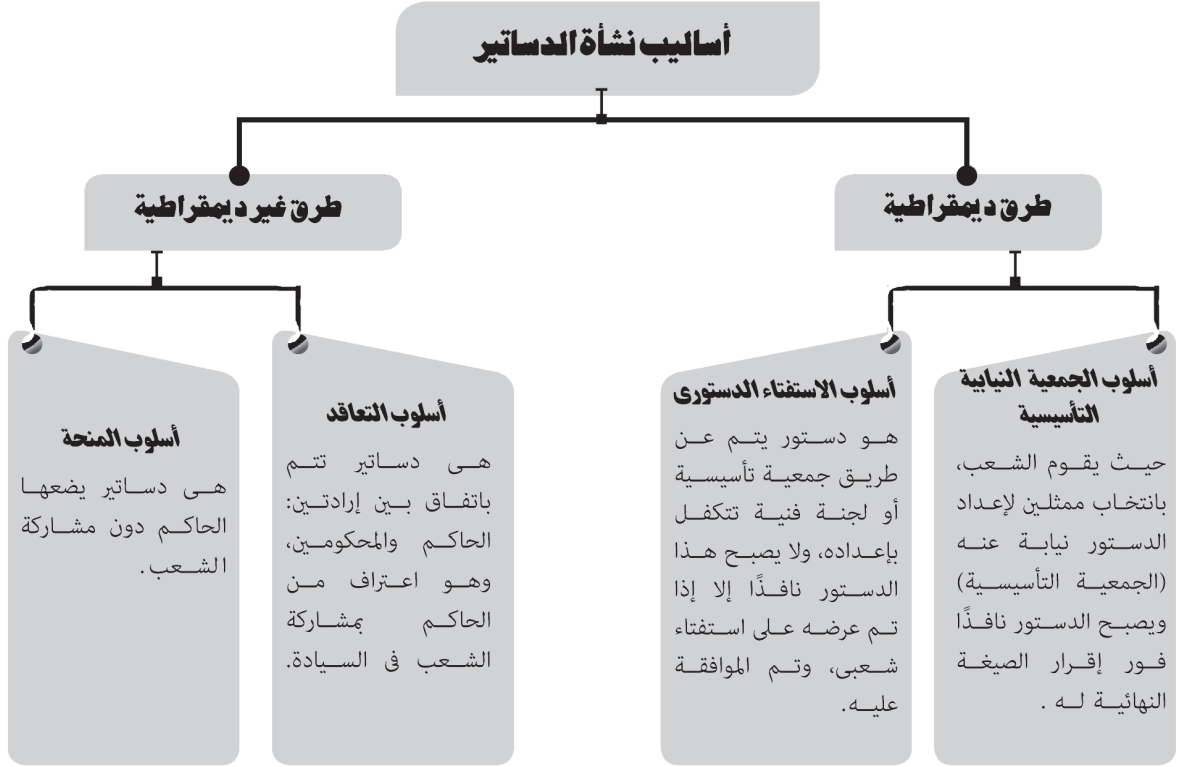 أساليب نشأة الدساتير
طرق ديمقراطية
طرق غير ديمقراطية
أسلوب الجمعية النيابية
التأسيسية
حيث يقوم الشعب،
بانتخاب ممثلين لإعداد
الدستور نيابة عنه
(الجمعية التأسيسية)
ويصبح الدستور نافذًا
فور إقرار الصيغة
النهائية له .
أسلوب الاستفتاء الدستورى
هو دستور يتم عن
طريق جمعية تأسيسية
أو لجنة فنية تتكفل
بإعداده، ولا يصبح هذا
الدستور نافذًا إلا إذا
تم عرضه على استفتاء
شعبى، وتم الموافقة
عليه.
أسلوب التعاقد
هى دساتير تتم
باتفاق بين إرادتين:
الحاكم والمحكومين،
وهو اعتراف من
الحاكم بمشاركة
الشعب فى السيادة.
أسلوب المنحة
هى دساتير يضعها
الحاكم دون مشاركة
الشعب.